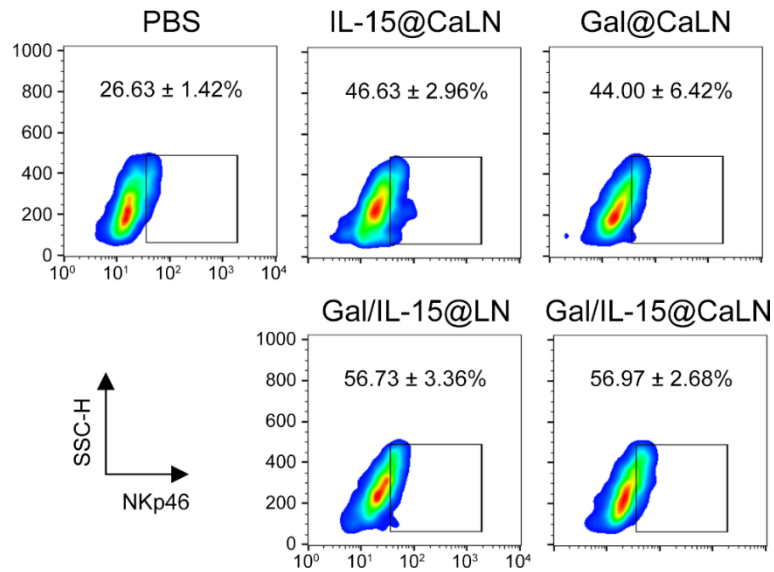 PBS
IL-15@CaLN
Gal@CaLN
1000
800
600
400
200
0
26.63 ± 1.42%
46.63 ± 2.96%
44.00 ± 6.42%
10⁰ 10¹ 10² 10³ 10⁴
Gal/IL-15@LN
Gal/IL-15@CaLN
1000
800
600
400
200
0
56.73 ± 3.36%
56.97 ± 2.68%
10⁰ 10¹ 10² 10³ 10⁴
SSC-H
NKp46